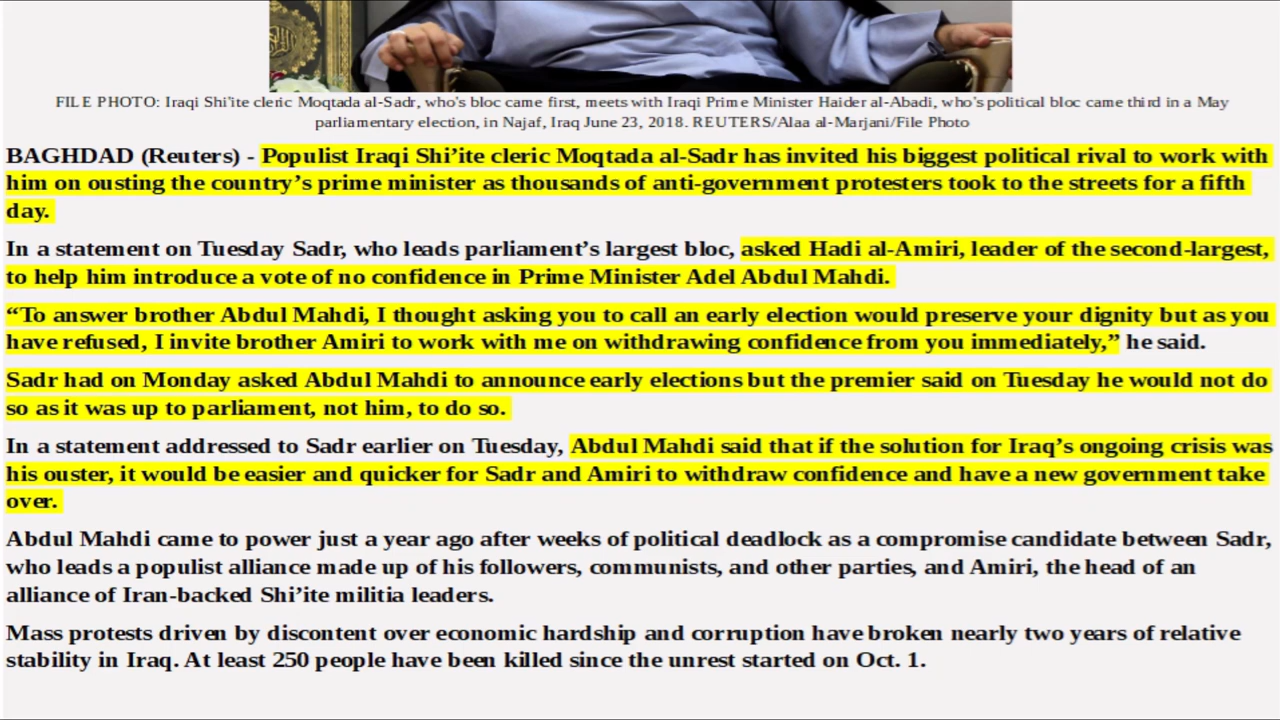 FILE PHOTO: Iraqi Shi'ite cleric Moqtada al-Sadr, who's bloc came first, meets with Iraqi Prime Minister Haider al-Abadi, who's political bloc came third in a May
parliamentary election, in Najaf, Iraq June 23, 2018. REUTERS/Alaa al-Marjani/File Photo
BAGHDAD (Reuters) - Populist Iraqi Shi’ite cleric Moqtada al-Sadr has invited his biggest political rival to work with
him on ousting the country’s prime minister as thousands of anti-government protesters took to the streets for a fifth
day.
In a statement on Tuesday Sadr, who leads parliament’s largest bloc, asked Hadi al-Amiri, leader of the second-largest,
to help him introduce a vote of no confidence in Prime Minister Adel Abdul Mahdi.
“To answer brother Abdul Mahdi, I thought asking you to call an early election would preserve your dignity but as you
have refused, I invite brother Amiri to work with me on withdrawing confidence from you immediately,” he said.
Sadr had on Monday asked Abdul Mahdi to announce early elections but the premier said on Tuesday he would not do
so as it was up to parliament, not him, to do so.
In a statement addressed to Sadr earlier on Tuesday, Abdul Mahdi said that if the solution for Iraq’s ongoing crisis was
his ouster, it would be easier and quicker for Sadr and Amiri to withdraw confidence and have a new government take
over.
Abdul Mahdi came to power just a year ago after weeks of political deadlock as a compromise candidate between Sadr,
who leads a populist alliance made up of his followers, communists, and other parties, and Amiri, the head of an
alliance of Iran-backed Shi’ite militia leaders.
Mass protests driven by discontent over economic hardship and corruption have broken nearly two years of relative
stability in Iraq. At least 250 people have been killed since the unrest started on Oct. 1.